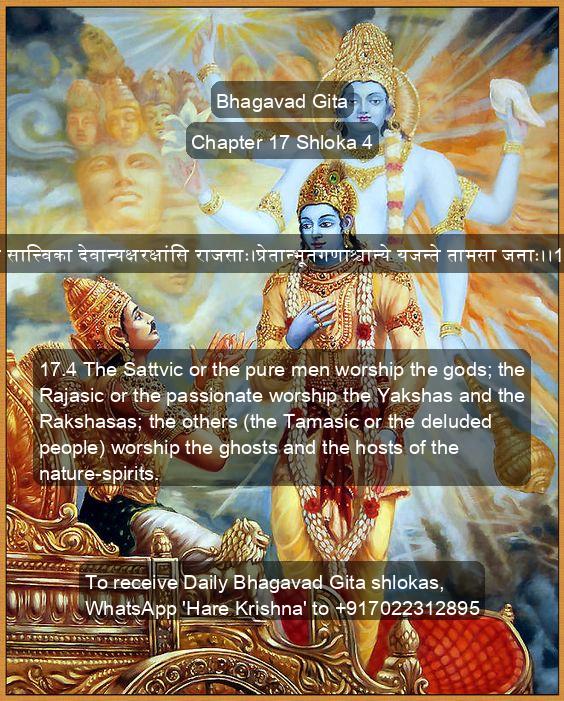 Bhagavad Gita
Chapter 17 Shloka 4
सात्त्विका देवान्यक्षरक्षांसि राजसाः।प्रेतान्भूतगणांश्चान्ये यजन्ते तामसा जनाः।।1
17.4 The Sattvic or the pure men worship the gods; the
Rajasic or the passionate worship the Yakshas and the
Rakshasas; the others (the Tamasic or the deluded
people) worship the ghosts and the hosts of the
nature-spirits.
To receive Daily Bhagavad Gita shlokas,
WhatsApp 'Hare Krishna' to +917022312895